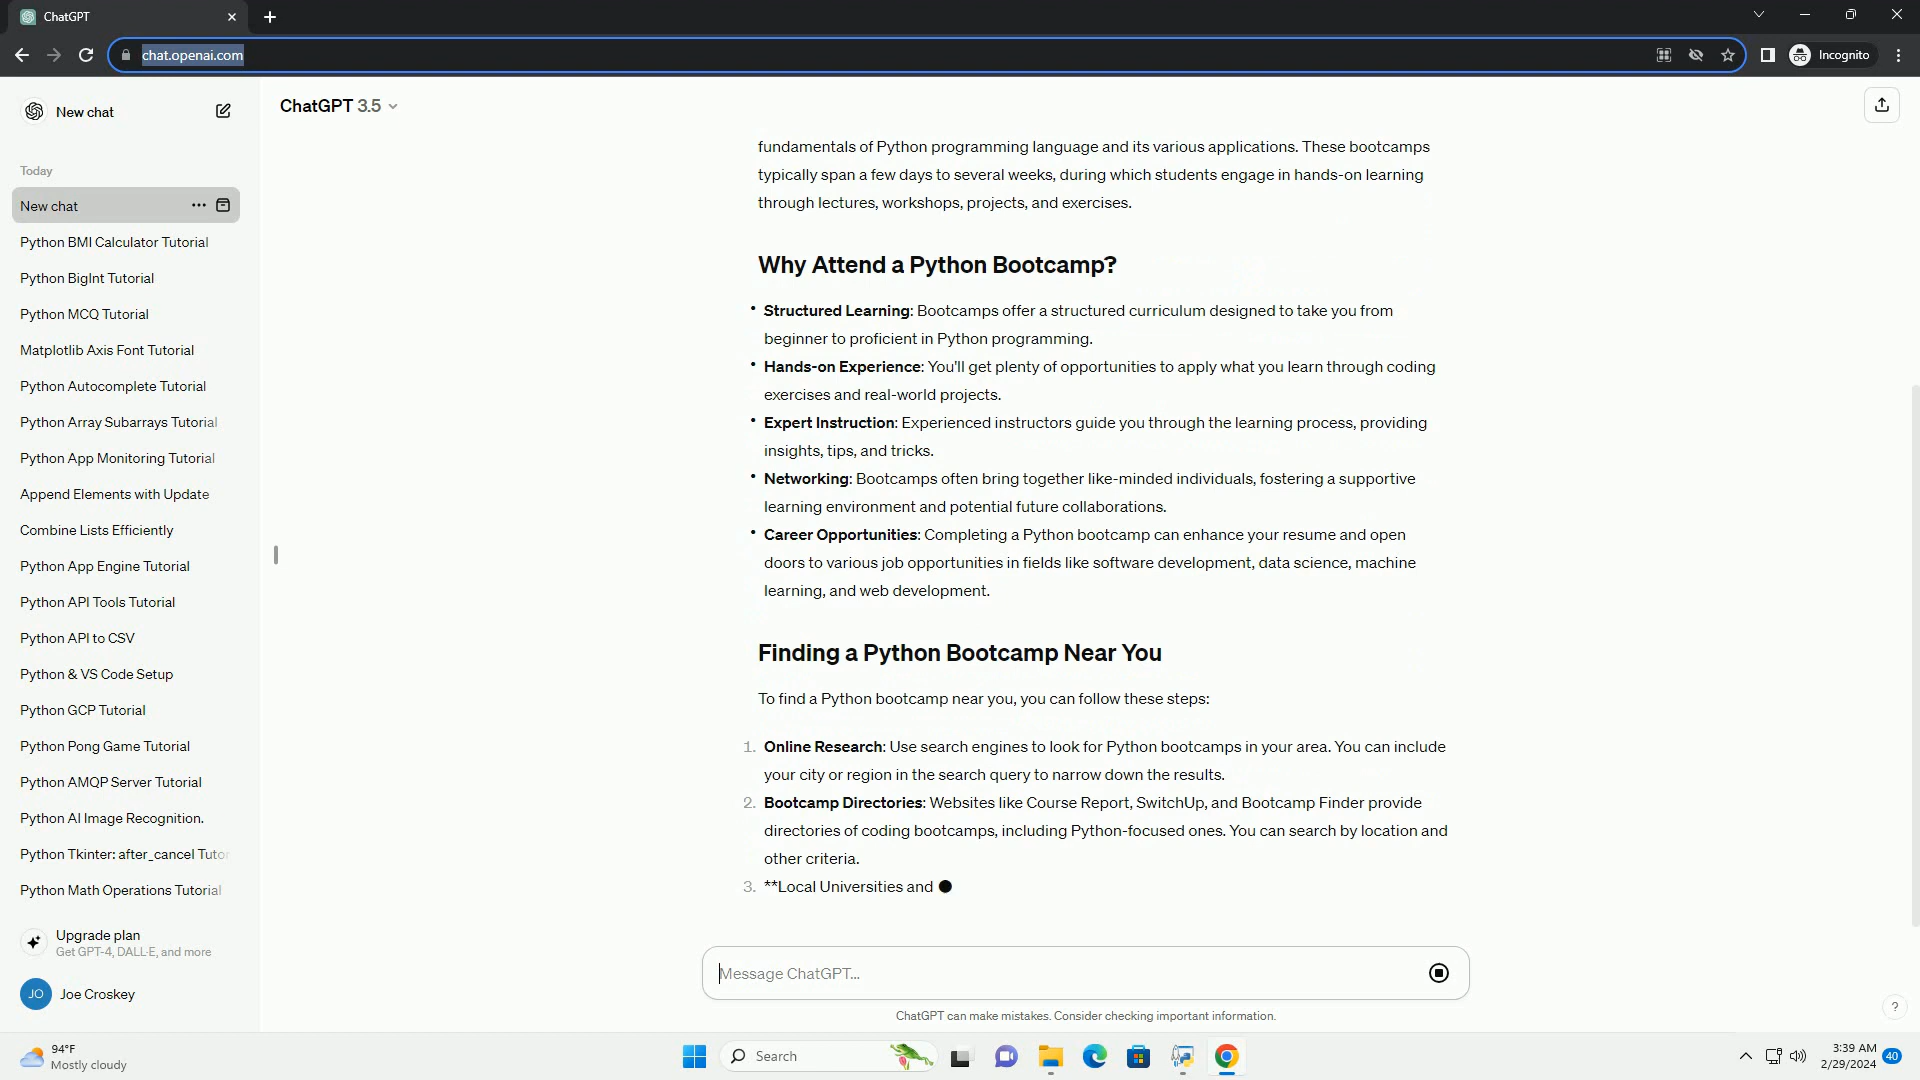 ChatGPT
chat.openai.com
Incognito
New chat
Today
New chat
Python BMI Calculator Tutorial
Python BigInt Tutorial
Python MCQ Tutorial
Matplotlib Axis Font Tutorial
Python Autocomplete Tutorial
Python Array Subarrays Tutorial
Python App Monitoring Tutorial
Append Elements with Update
Combine Lists Efficiently
Python App Engine Tutorial
Python API Tools Tutorial
Python API to CSV
Python & VS Code Setup
Python GCP Tutorial
Python Pong Game Tutorial
Python AMQP Server Tutorial
Python AI Image Recognition.
Python Tkinter: after_cancel Tutor
Python Math Operations Tutorial
Upgrade plan
Get GPT-4, DALL·E, and more
JO Joe Croskey
ChatGPT 3.5
fundamentals of Python programming language and its various applications. These bootcamps
typically span a few days to several weeks, during which students engage in hands-on learning
through lectures, workshops, projects, and exercises.
Why Attend a Python Bootcamp?
• Structured Learning: Bootcamps offer a structured curriculum designed to take you from
beginner to proficient in Python programming.
• Hands-on Experience: You'll get plenty of opportunities to apply what you learn through coding
exercises and real-world projects.
• Expert Instruction: Experienced instructors guide you through the learning process, providing
insights, tips, and tricks.
• Networking: Bootcamps often bring together like-minded individuals, fostering a supportive
learning environment and potential future collaborations.
• Career Opportunities: Completing a Python bootcamp can enhance your resume and open
doors to various job opportunities in fields like software development, data science, machine
learning, and web development.
Finding a Python Bootcamp Near You
To find a Python bootcamp near you, you can follow these steps:
1. Online Research: Use search engines to look for Python bootcamps in your area. You can include
your city or region in the search query to narrow down the results.
2. Bootcamp Directories: Websites like Course Report, SwitchUp, and Bootcamp Finder provide
directories of coding bootcamps, including Python-focused ones. You can search by location and
other criteria.
3. **Local Universities and
Message ChatGPT...
ChatGPT can make mistakes. Consider checking important information.
?
94°F
Mostly cloudy
Search
3:39 AM
2/29/2024
40